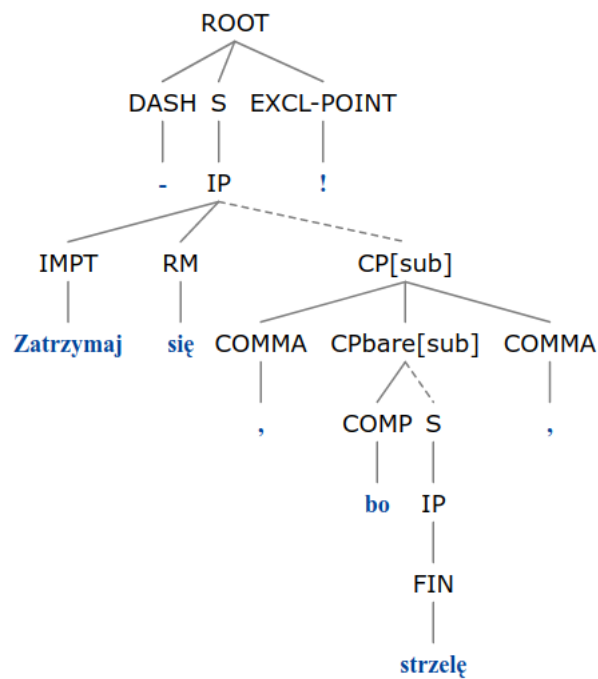 ROOT
DASH S EXCL-POINT
- IP !
IMPT RM CP[sub]
Zatrzymaj się COMMA CPbare[sub] COMMA
, COMP S ,
bo IP
FIN
strzelę